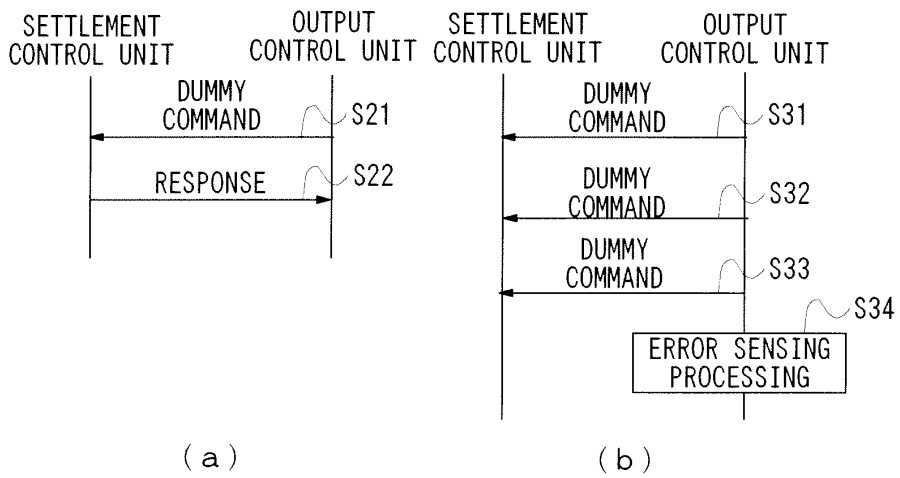 SETTLEMENT
CONTROL UNIT
OUTPUT
CONTROL UNIT
DUMMY
COMMAND
S21
RESPONSE
S22
(a)
SETTLEMENT
CONTROL UNIT
OUTPUT
CONTROL UNIT
DUMMY
COMMAND
S31
DUMMY
COMMAND
S32
DUMMY
COMMAND
S33
S34
ERROR SENSING
PROCESSING
(b)